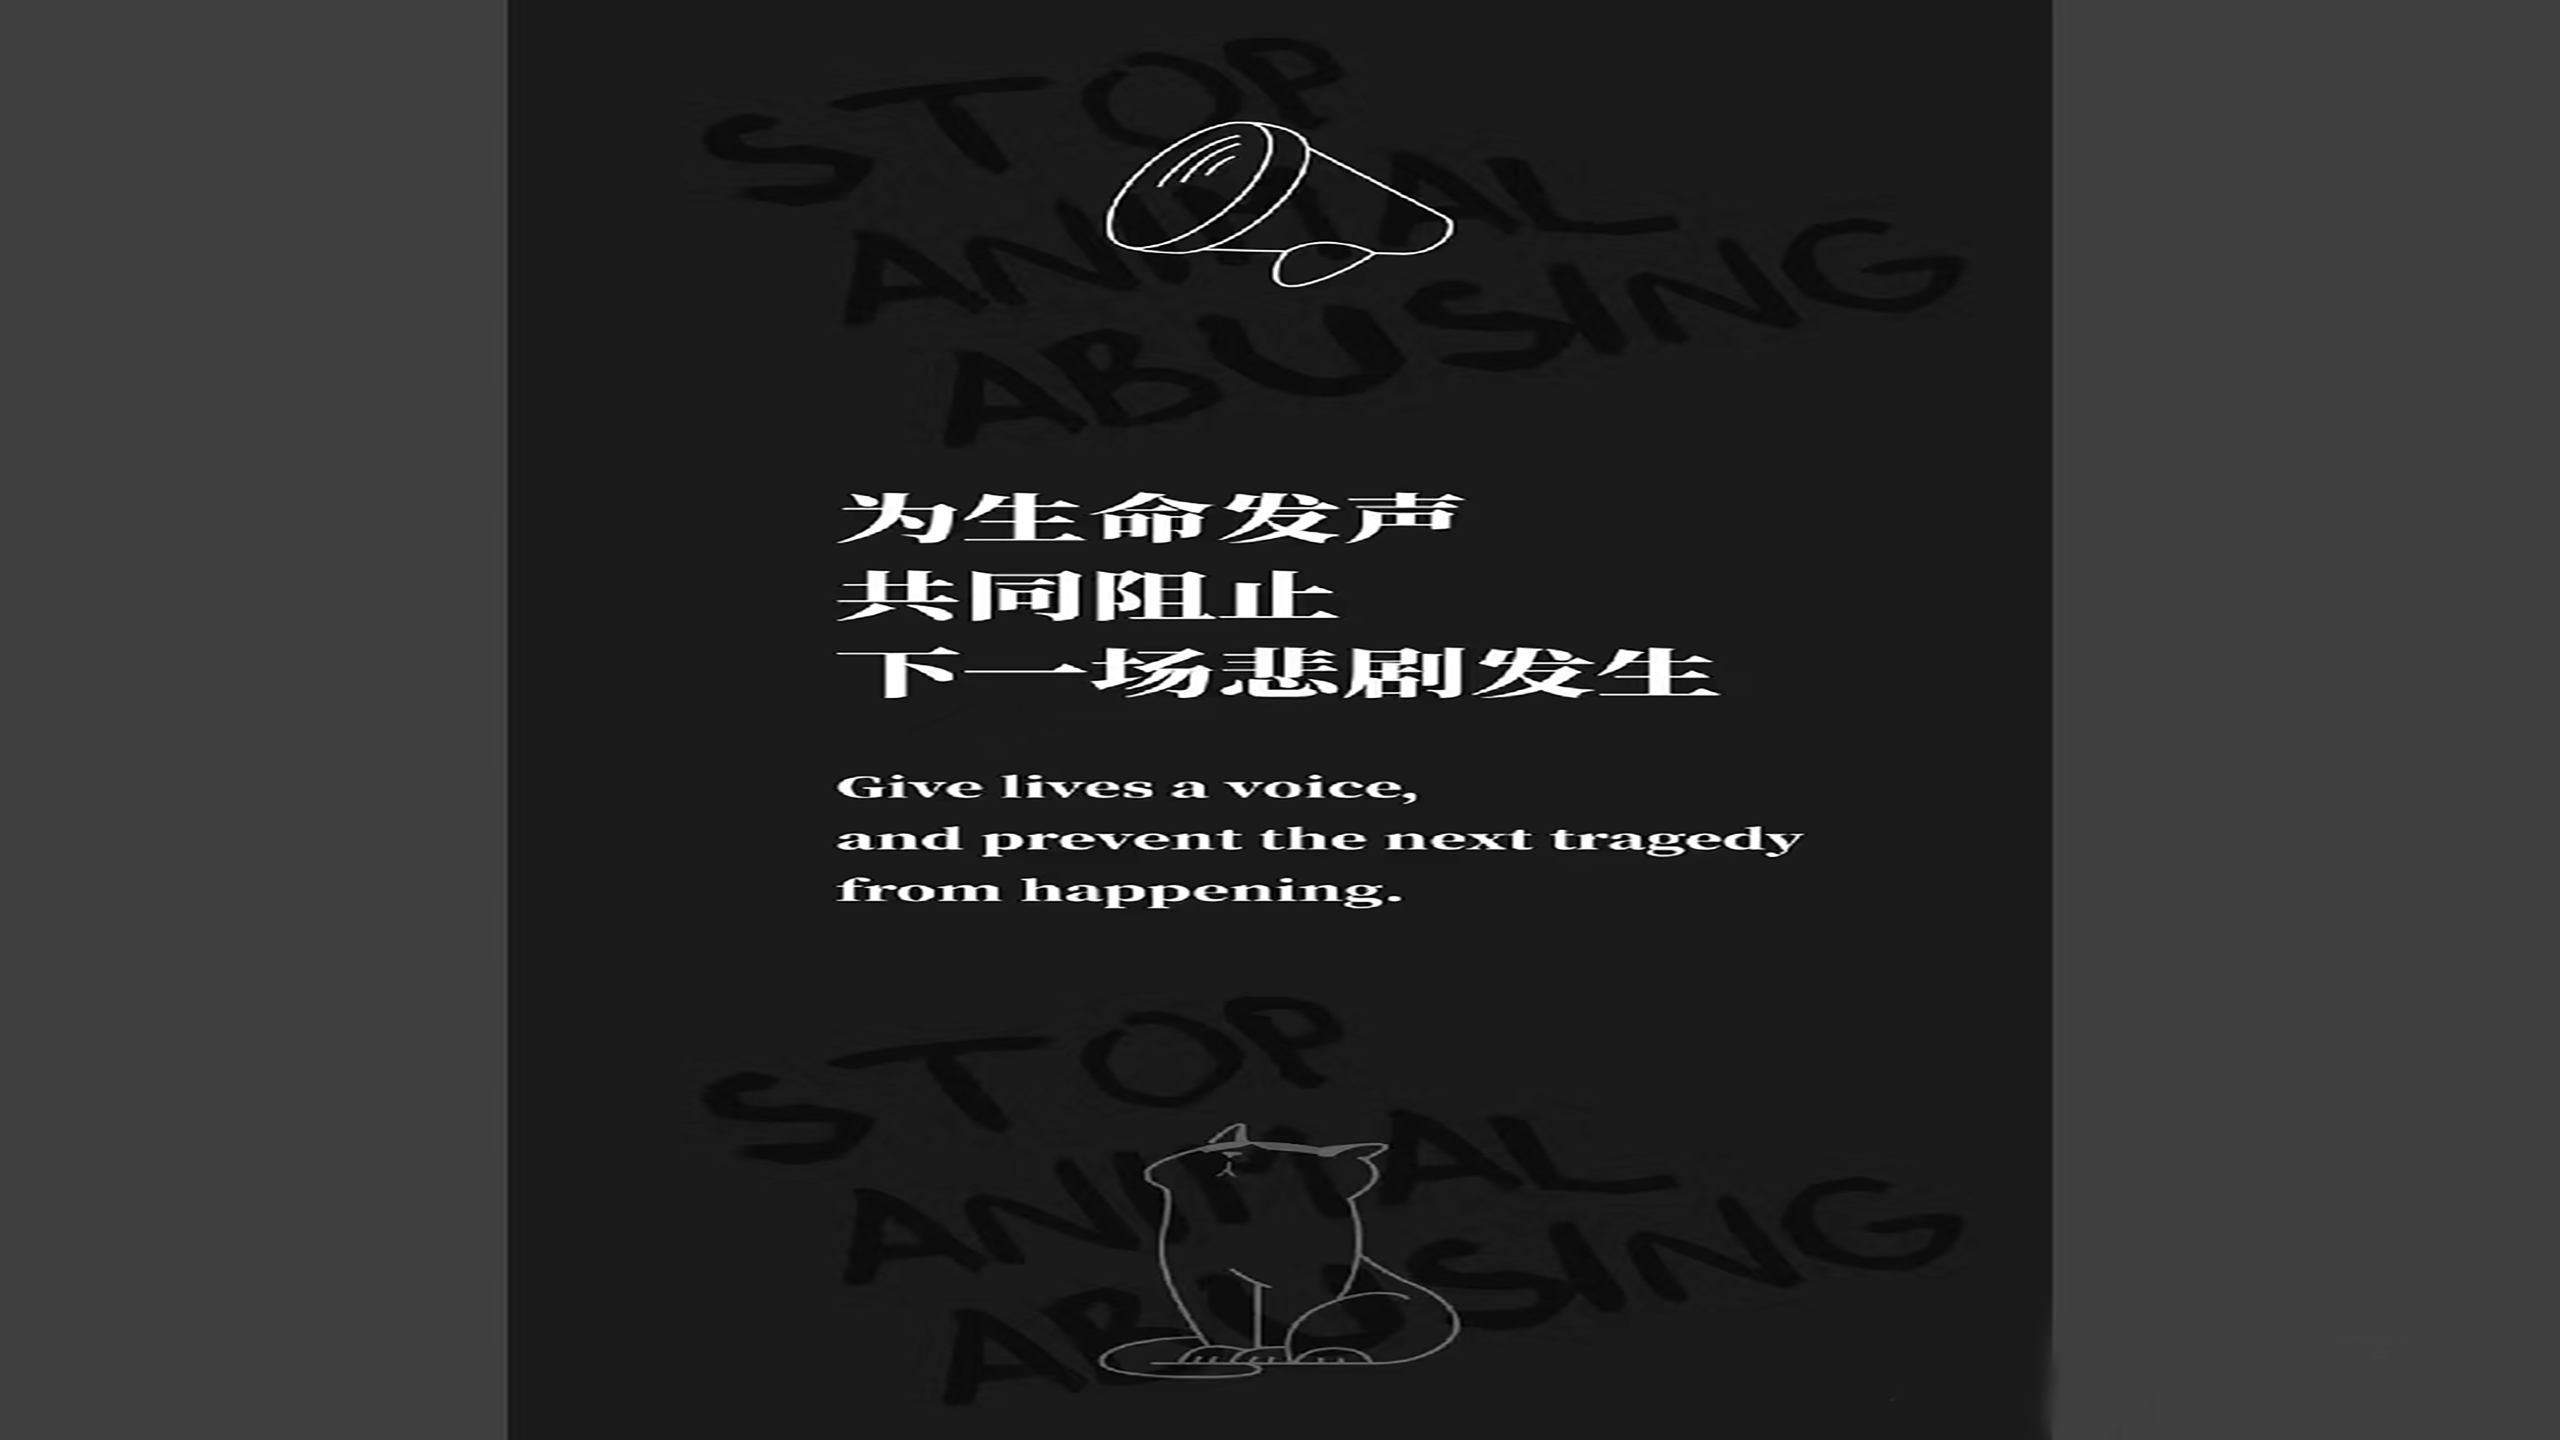 STOP
ANIMAL
ABUSING
为生命发声
共同阻止
下一场悲剧发生
Give lives a voice,
and prevent the next tragedy
from happening.
STOP
ANIMAL
ABUSING